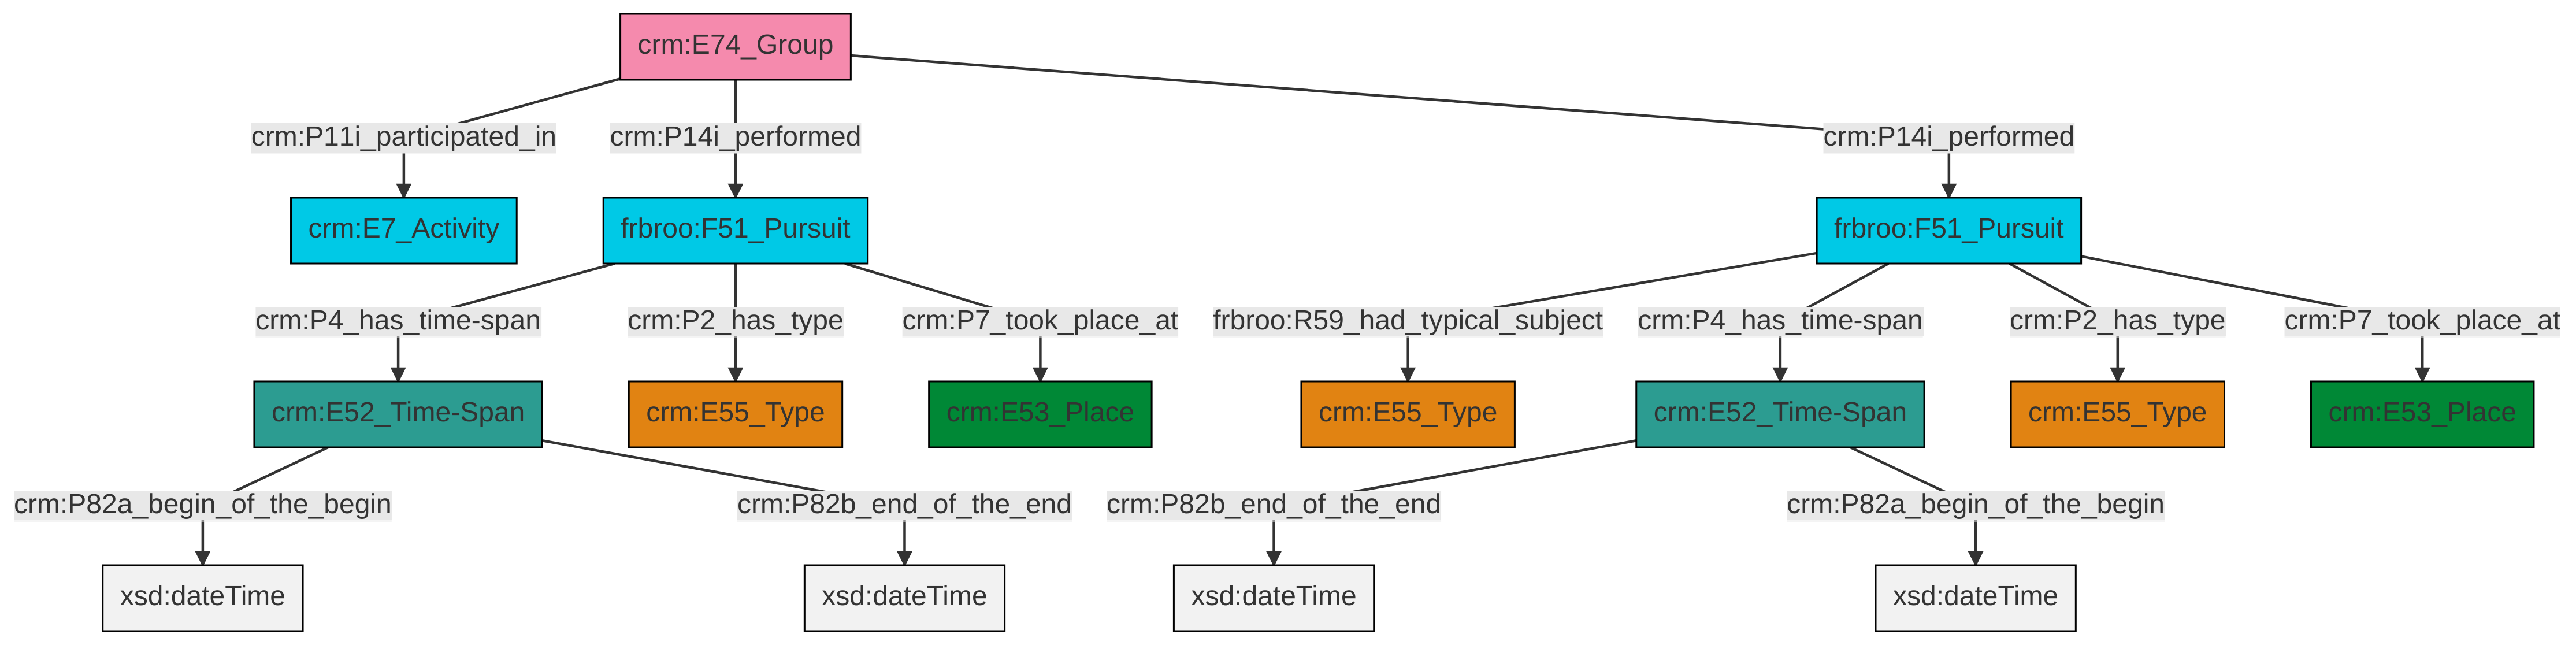 crm:E74_Group
crm:P11i_participated_in
crm:P14i_performed
crm:P14i_performed
crm:E7_Activity
frbroo:F51_Pursuit
frbroo:F51_Pursuit
crm:P4_has_time-span
crm:P2_has_type
crm:P7_took_place_at
frbroo:R59_had_typical_subject
crm:P4_has_time-span
crm:P2_has_type
crm:P7_took_place_at
crm:E52_Time-Span
crm:E55_Type
crm:E53_Place
crm:E55_Type
crm:E52_Time-Span
crm:E55_Type
crm:E53_Place
crm:P82a_begin_of_the_begin
crm:P82b_end_of_the_end
crm:P82b_end_of_the_end
crm:P82a_begin_of_the_begin
xsd:dateTime
xsd:dateTime
xsd:dateTime
xsd:dateTime